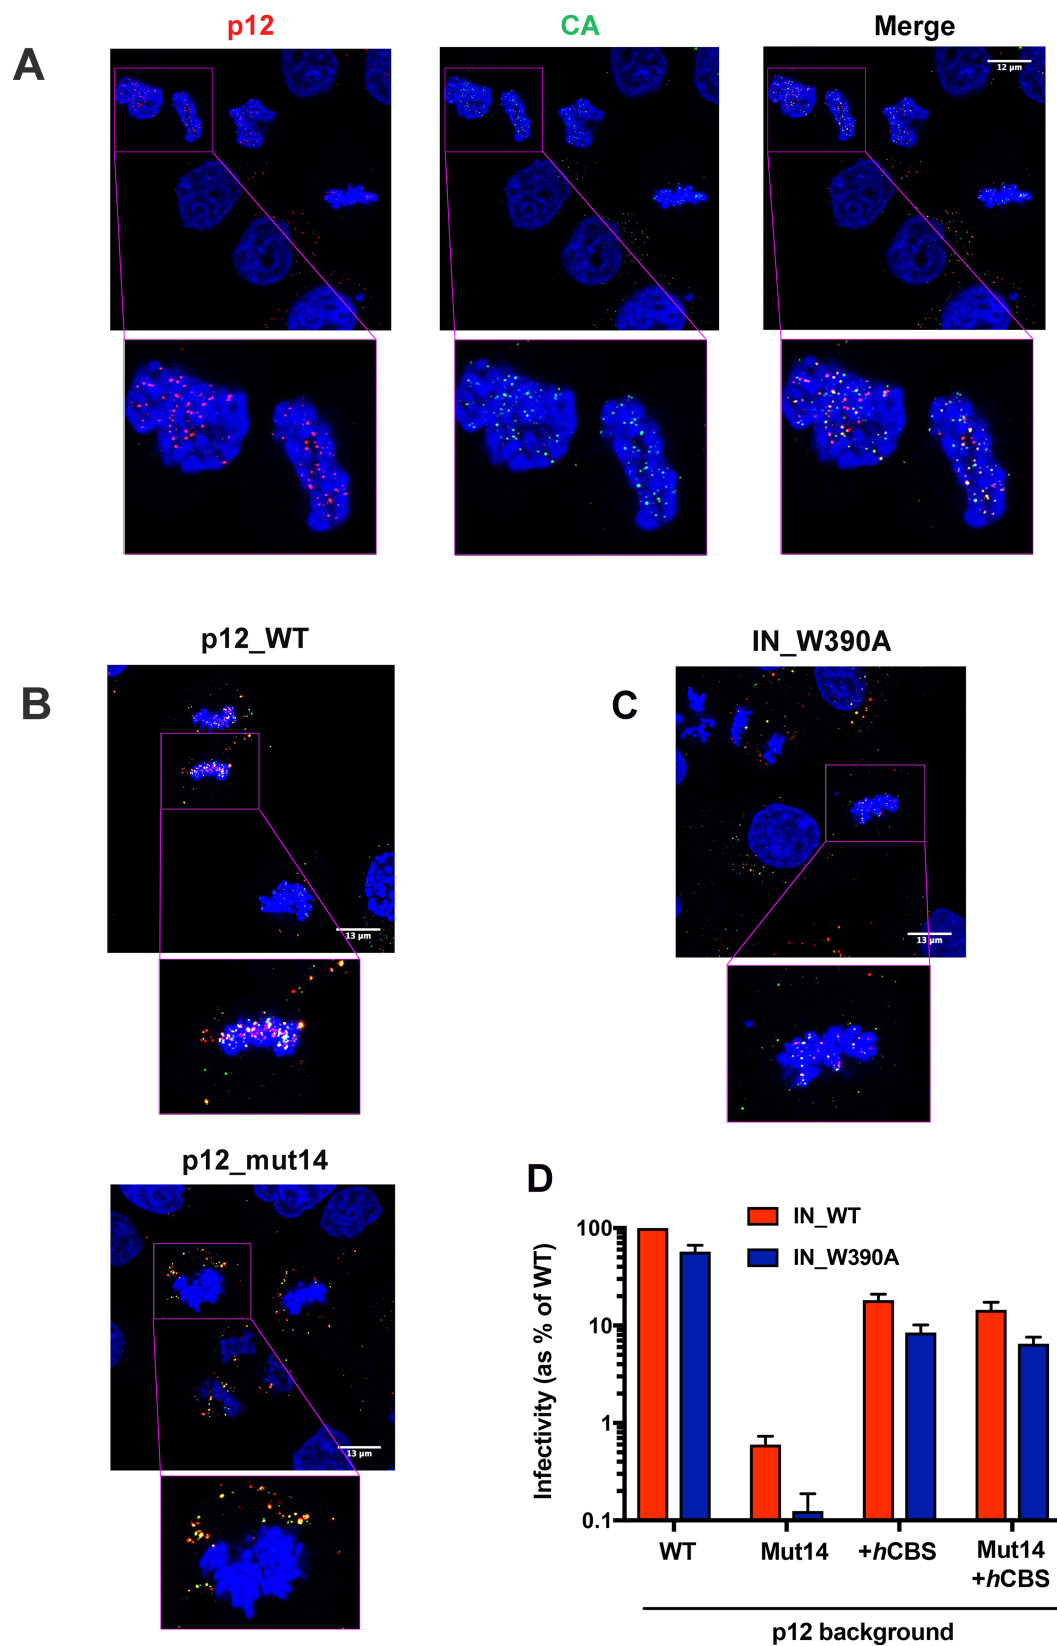 p12
CA
Merge
A
12 µm
p12_WT
B
13 µm
IN_W390A
C
13 µm
p12_mut14
13 µm
D
IN_WT
IN_W390A
Infectivity (as % of WT)
100
10
1
0.1
WT
Mut14
+hCBS
Mut14
+hCBS
p12 background